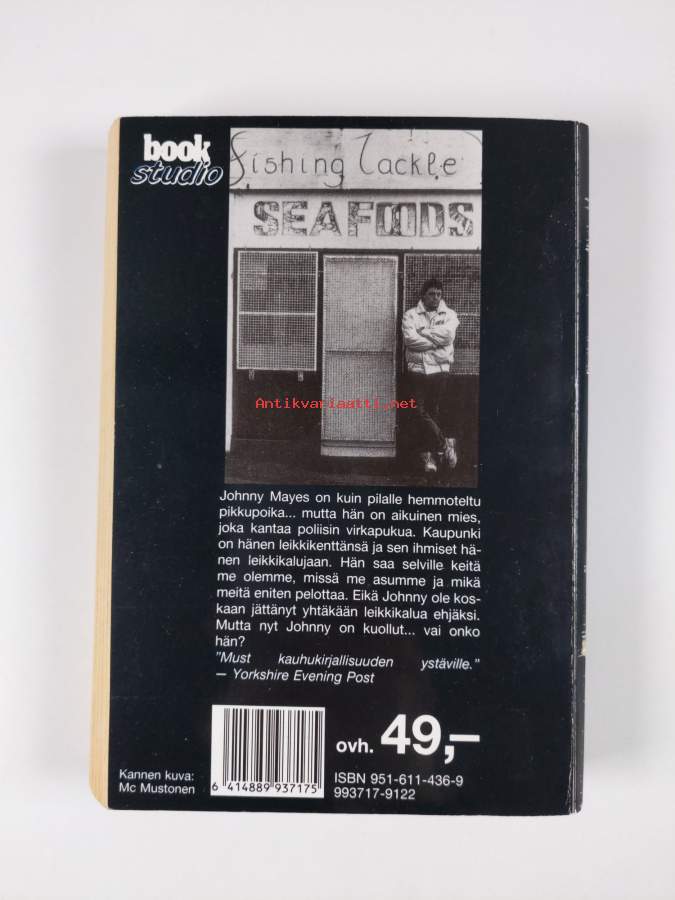 book
studio
Fishing Tackle
SEAFOODS
Antikvariaatti.net
Johnny Mayes on kuin pilalle hemmoteltu
pikkupoika... mutta hän on aikuinen mies,
joka kantaa poliisin virkapukua. Kaupunki
on hänen leikkikenttänsä ja sen ihmiset hä-
nen leikkikalujaan. Hän saa selville keitä
me olemme, missä me asumme ja mikä
meitä eniten pelottaa. Eikä Johnny ole kos-
kaan jättänyt yhtäkään leikkikalua ehjäksi.
Mutta nyt Johnny on kuollut... vai onko
hän?
"Must kauhukirjallisuuden ystäville."
— Yorkshire Evening Post
ovh. 49,–
Kannen kuva:
Mc Mustonen
6 414889 937175
ISBN 951-611-436-9
993717-9122